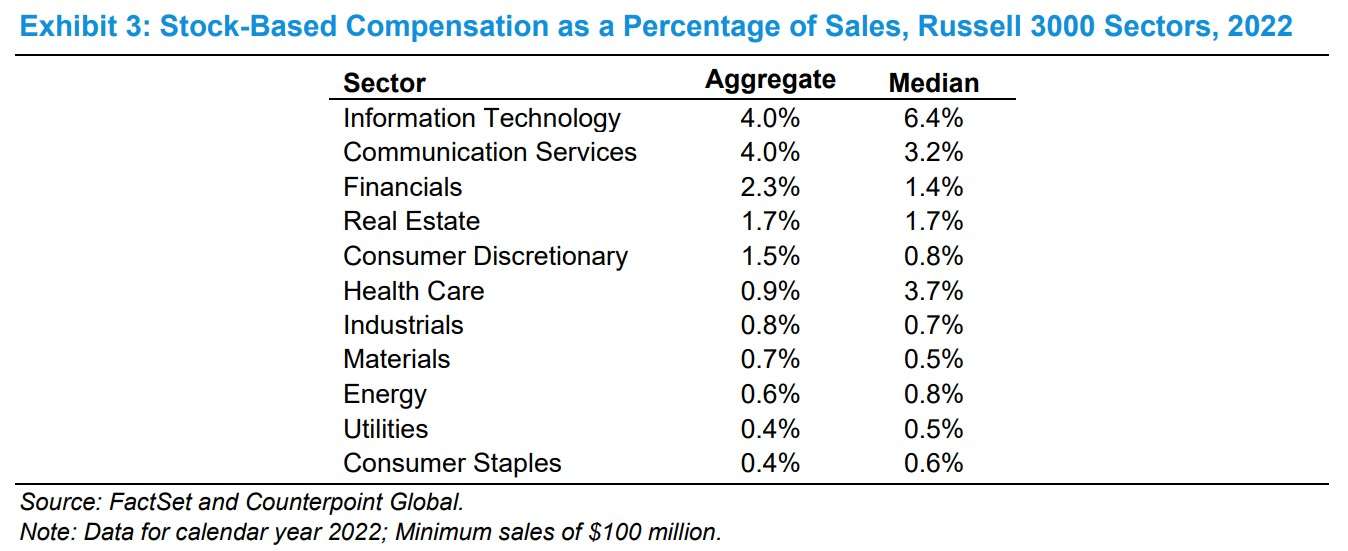 Exhibit 3: Stock-Based Compensation as a Percentage of Sales, Russell 3000 Sectors, 2022
Sector Aggregate Median
Information Technology 4.0% 6.4%
Communication Services 4.0% 3.2%
Financials 2.3% 1.4%
Real Estate 1.7% 1.7%
Consumer Discretionary 1.5% 0.8%
Health Care 0.9% 3.7%
Industrials 0.8% 0.7%
Materials 0.7% 0.5%
Energy 0.6% 0.8%
Utilities 0.4% 0.5%
Consumer Staples 0.4% 0.6%
Source: FactSet and Counterpoint Global.
Note: Data for calendar year 2022; Minimum sales of $100 million.